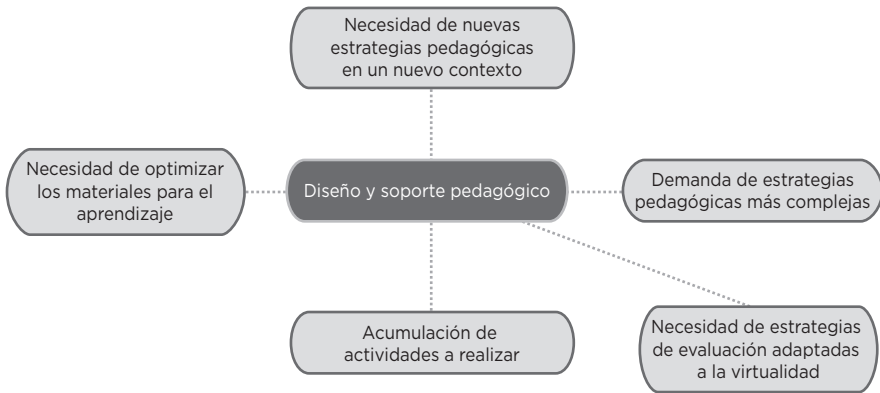 Necesidad de nuevas
estrategias pedagógicas
en un nuevo contexto
Necesidad de optimizar
los materiales para el
aprendizaje
Diseño y soporte pedagógico
Demanda de estrategias
pedagógicas más complejas
Acumulación de
actividades a realizar
Necesidad de estrategias
de evaluación adaptadas
a la virtualidad